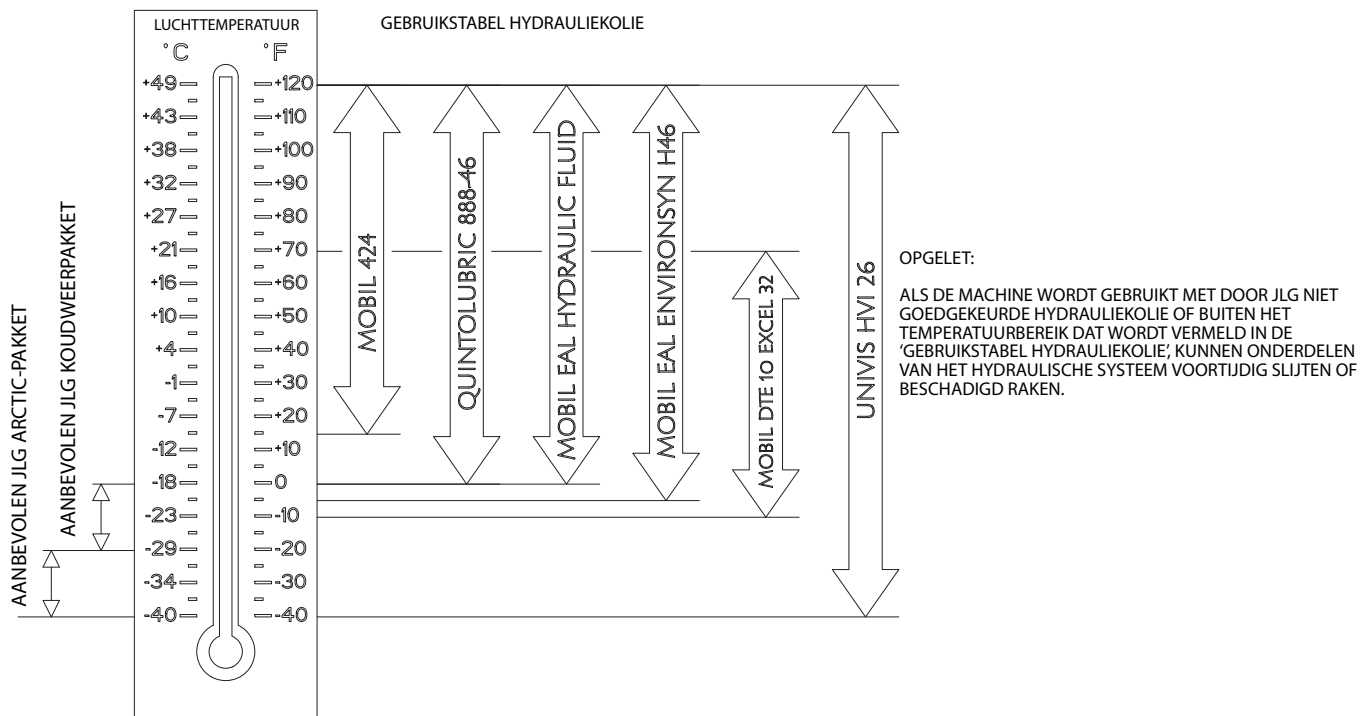 LUCHTTEMPERATUUR
GEBRUIKSTABEL HYDRAULIEKOLIE
°C °F
+49 +120
+43 +110
+38 +100
+32 +90
+27 +80
+21 +70
+16 +60
+10 +50
+4 +40
-1 +30
-7 +20
-12 +10
-18 0
-23 -10
-29 -20
-34 -30
-40 -40
AANBEVOLEN JLG ARCTIC-PAKKET
AANBEVOLEN JLG KOUDWEERPAKKET
MOBIL 424
QUINTOLUBRIC 888-46
MOBIL EAL HYDRAULIC FLUID
MOBIL EAL ENVIRONSYN H46
MOBIL DTE 10 EXCEL 32
UNIVIS HVI 26
OPGELET:
ALS DE MACHINE WORDT GEBRUIKT MET DOOR JLG NIET
GOEDGEKEURDE HYDRAULIEKOLIE OF BUITEN HET
TEMPERATUURBEREIK DAT WORDT VERMELD IN DE
‘GEBRUIKSTABEL HYDRAULIEKOLIE’, KUNNEN ONDERDELEN
VAN HET HYDRAULISCHE SYSTEEM VOORTIJDIG SLIJTEN OF
BESCHADIGD RAKEN.